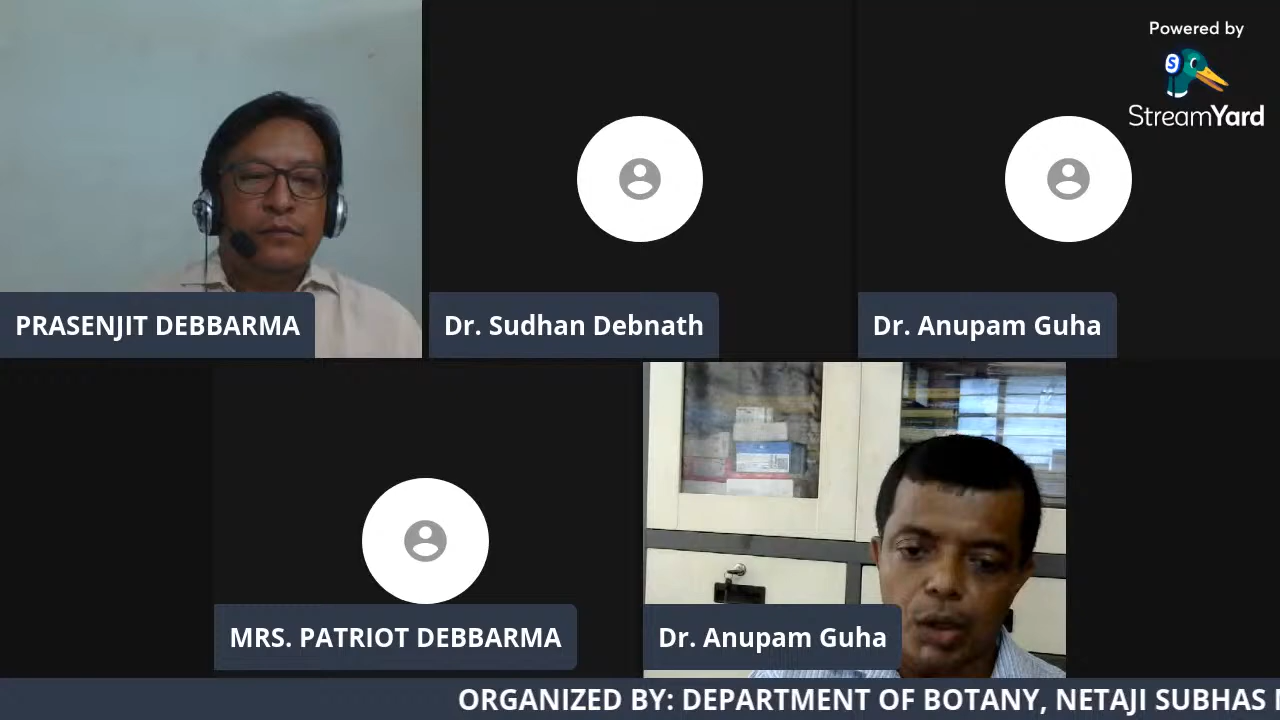 Powered by
StreamYard
PRASENJIT DEBBARMA
Dr. Sudhan Debnath
Dr. Anupam Guha
MRS. PATRIOT DEBBARMA
Dr. Anupam Guha
ORGANIZED BY: DEPARTMENT OF BOTANY, NETAJI SUBHAS